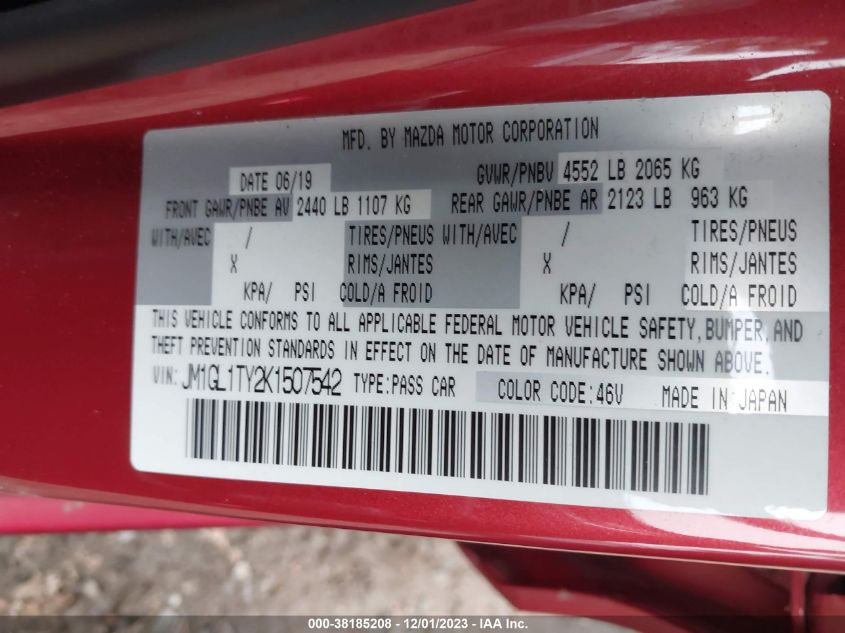 MFD. BY MAZDA MOTOR CORPORATION
DATE 06/19 GVWR/PNBV 4552 LB 2065 KG
FRONT GAWR/PNBE AV 2440 LB 1107 KG REAR GAWR/PNBE AR 2123 LB 963 KG
WITH/AVEC / TIRES/PNEUS WITH/AVEC / TIRES/PNEUS
X RIMS/JANTES X RIMS/JANTES
KPA/ PSI COLD/A FROID KPA/ PSI COLD/A FROID
THIS VEHICLE CONFORMS TO ALL APPLICABLE FEDERAL MOTOR VEHICLE SAFETY, BUMPER, AND
THEFT PREVENTION STANDARDS IN EFFECT ON THE DATE OF MANUFACTURE SHOWN ABOVE.
VIN: JM1GL1TY2K1507542 TYPE:PASS CAR COLOR CODE:46V MADE IN JAPAN
000-38185208 - 12/01/2023 - IAAI Inc.